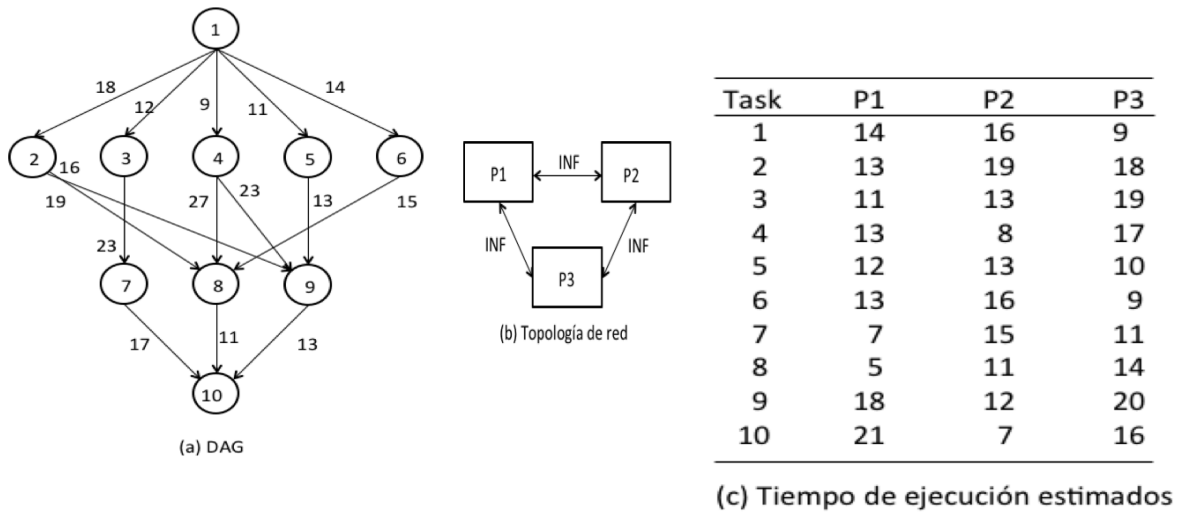 1
18
12
9
11
14
2
3
4
5
6
16
19
27
23
13
15
23
7
8
9
17
11
13
10
(a) DAG
P1
INF
P2
INF
INF
P3
(b) Topología de red
Task P1 P2 P3
1 14 16 9
2 13 19 18
3 11 13 19
4 13 8 17
5 12 13 10
6 13 16 9
7 7 15 11
8 5 11 14
9 18 12 20
10 21 7 16
(c) Tiempo de ejecución estimados